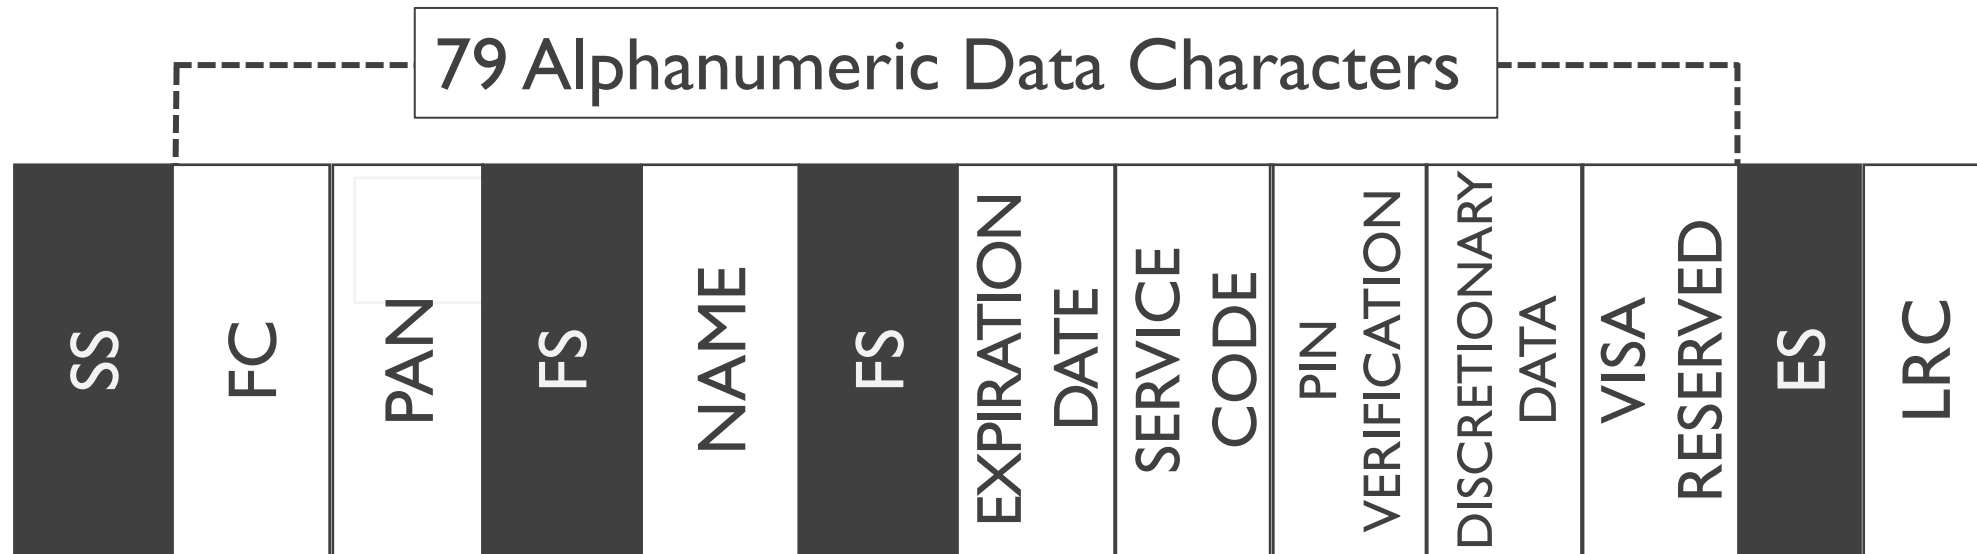 79 Alphanumeric Data Characters
SS
FC
PAN
FS
NAME
FS
EXPIRATION
DATE
SERVICE
CODE
PIN
VERIFICATION
DISCRETIONARY
DATA
VISA
RESERVED
ES
LRC